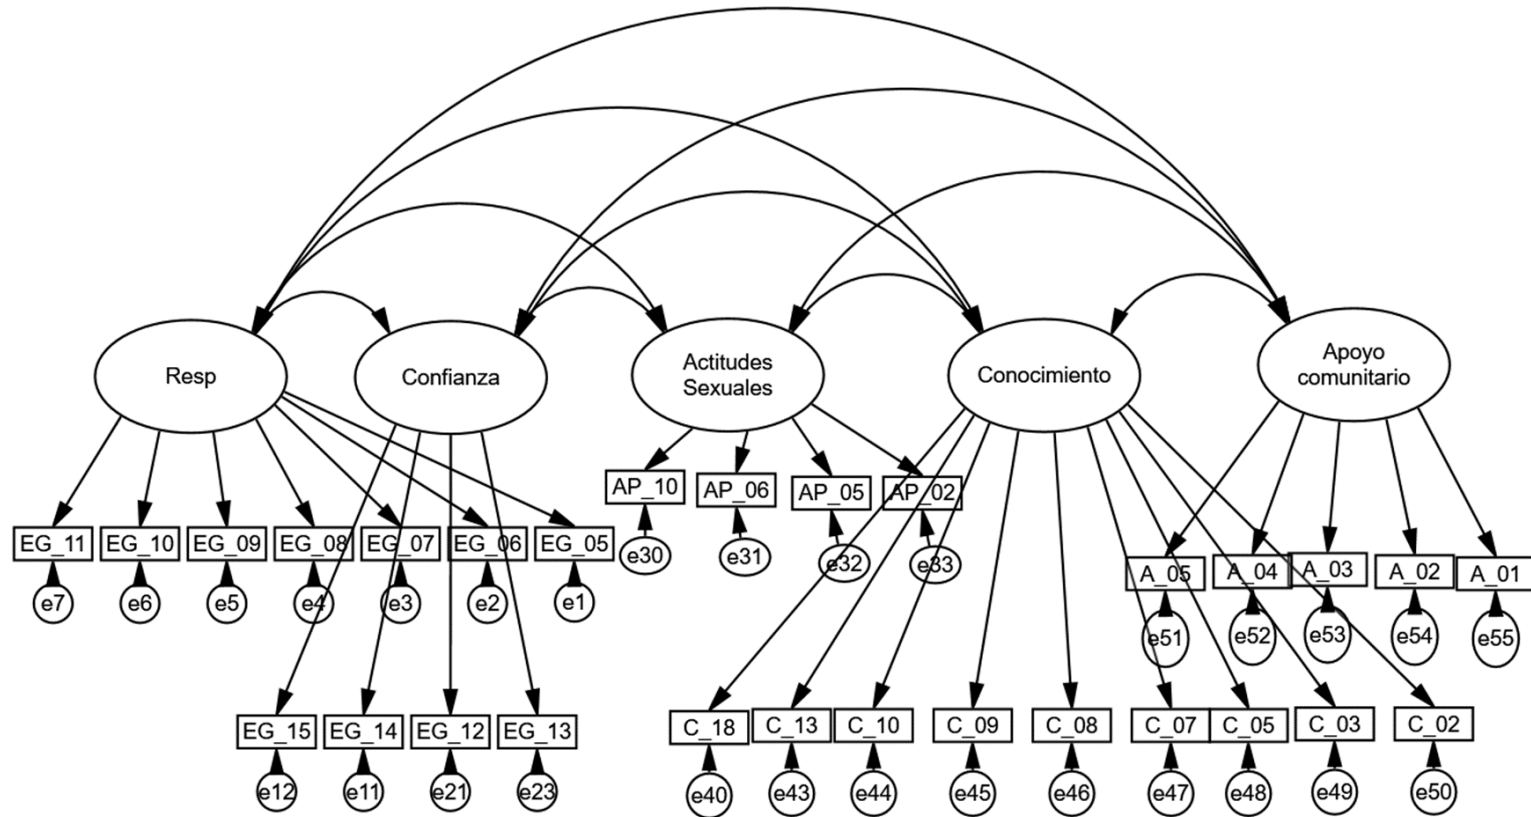 Resp
Confianza
Actitudes
Sexuales
Conocimiento
Apoyo
comunitario
AP_10
AP_06
AP_05
AP_02
EG_11
EG_10
EG_09
EG_08
EG_07
EG_06
EG_05
e30
e31
e32
e33
A_05
A_04
A_03
A_02
A_01
e7
e6
e5
e4
e3
e2
e1
e51
e52
e53
e54
e55
EG_15
EG_14
EG_12
EG_13
C_18
C_13
C_10
C_09
C_08
C_07
C_05
C_03
C_02
e12
e11
e21
e23
e40
e43
e44
e45
e46
e47
e48
e49
e50